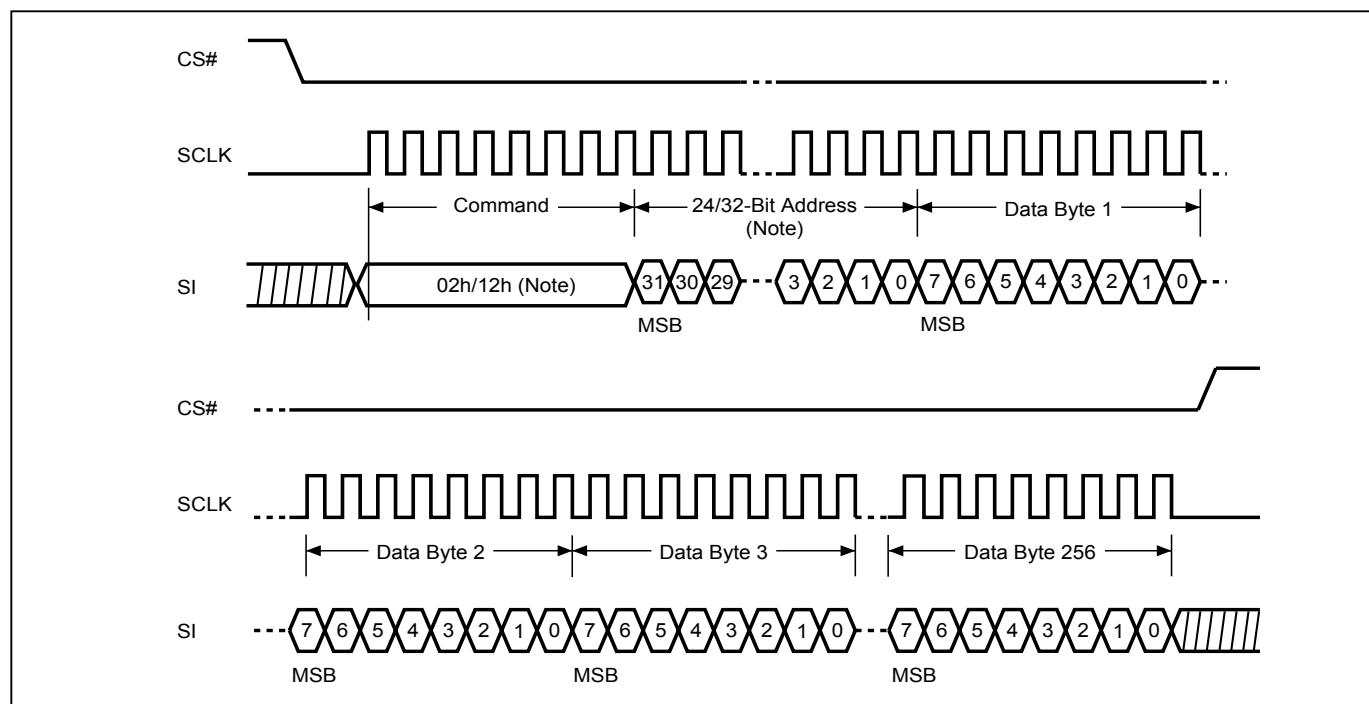 CS#
SCLK
Command
24/32-Bit Address
(Note)
Data Byte 1
SI
02h/12h (Note)
31 30 29
3 2 1 0 7 6 5 4 3 2 1 0
MSB
MSB
CS#
SCLK
Data Byte 2
Data Byte 3
Data Byte 256
SI
7 6 5 4 3 2 1 0 7 6 5 4 3 2 1 0
7 6 5 4 3 2 1 0
MSB
MSB
MSB